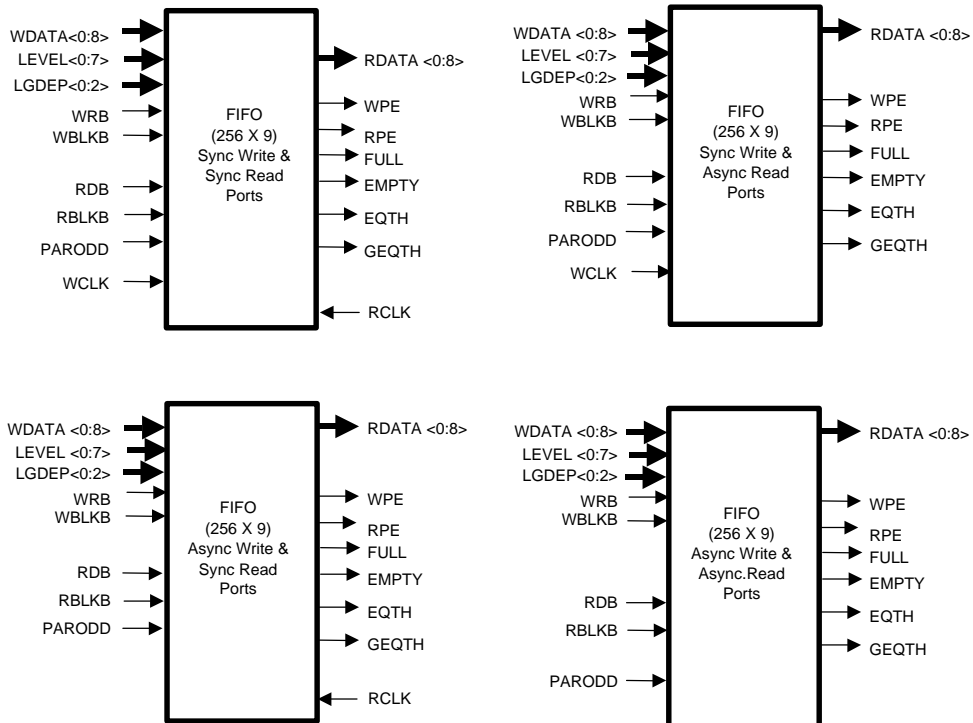 WDATA<0:8>
LEVEL<0:7>
LGDEP<0:2>
WRB
WBLKB
RDB
RBLKB
PARODD
WCLK
FIFO
(256 X 9)
Sync Write &
Sync Read
Ports
RDATA <0:8>
WPE
RPE
FULL
EMPTY
EQTH
GEQTH
RCLK
WDATA <0:8>
LEVEL <0:7>
LGDEP<0:2>
WRB
WBLKB
RDB
RBLKB
PARODD
WCLK
FIFO
(256 X 9)
Sync Write &
Async Read
Ports
RDATA <0:8>
WPE
RPE
FULL
EMPTY
EQTH
GEQTH
WDATA <0:8>
LEVEL <0:7>
LGDEP<0:2>
WRB
WBLKB
RDB
RBLKB
PARODD
FIFO
(256 X 9)
Async Write &
Sync Read
Ports
RDATA <0:8>
WPE
RPE
FULL
EMPTY
EQTH
GEQTH
RCLK
WDATA <0:8>
LEVEL <0:7>
LGDEP<0:2>
WRB
WBLKB
RDB
RBLKB
PARODD
FIFO
(256 X 9)
Async Write &
Async.Read
Ports
RDATA <0:8>
WPE
RPE
FULL
EMPTY
EQTH
GEQTH